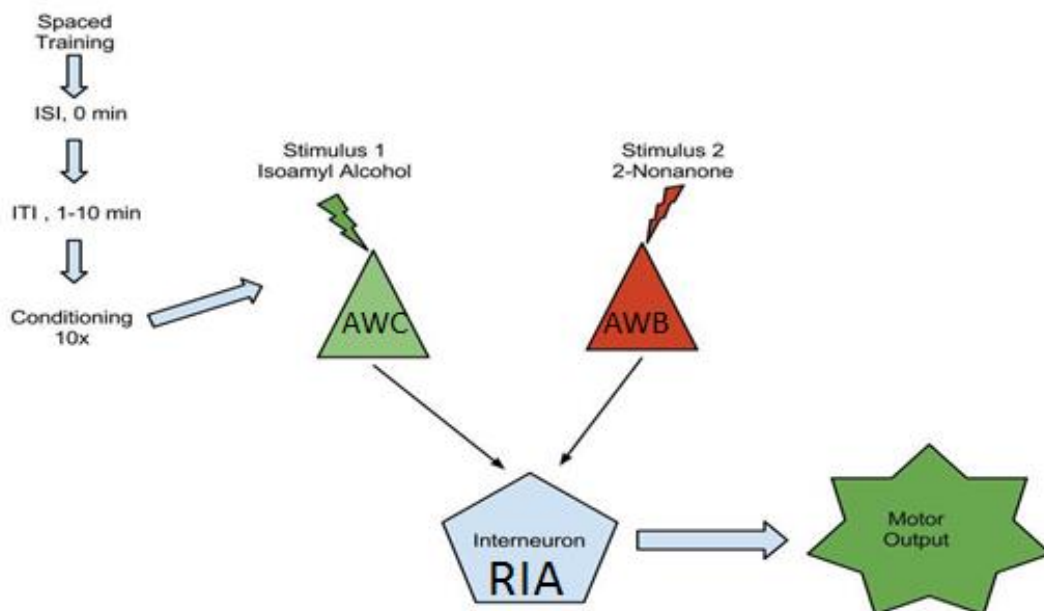 Spaced
Training
ISI, 0 min
ITI , 1-10 min
Conditioning
10x
Stimulus 1
Isoamyl Alcohol
AWC
Stimulus 2
2-Nonanone
AWB
Interneuron
RIA
Motor
Output